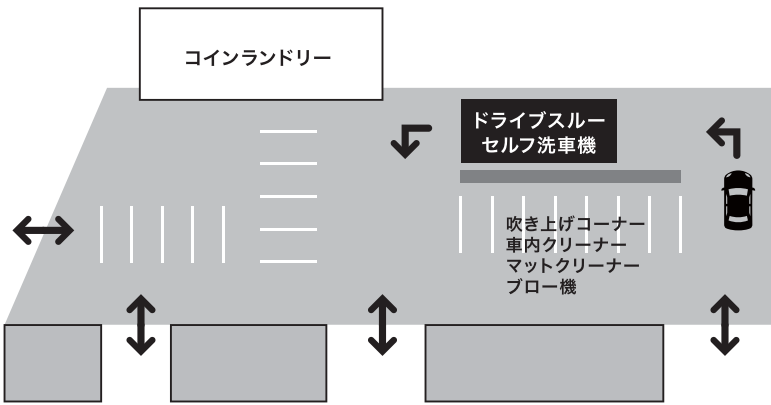 コインランドリー
ドライブスルー
セルフ洗車機
吹き上げコーナー
車内クリーナー
マットクリーナー
ブロー機